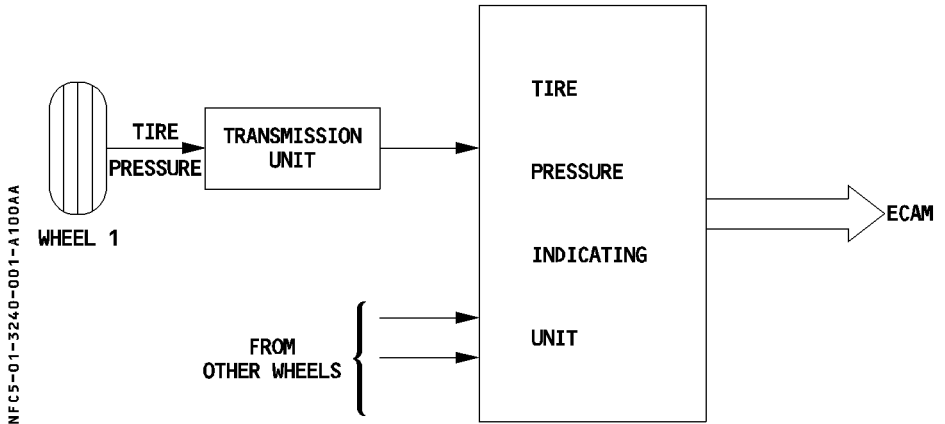 TIRE
PRESSURE
WHEEL 1
TRANSMISSION
UNIT
TIRE
PRESSURE
INDICATING
UNIT
ECAM
FROM
OTHER WHEELS
NFC5-01-3240-001-A100AA